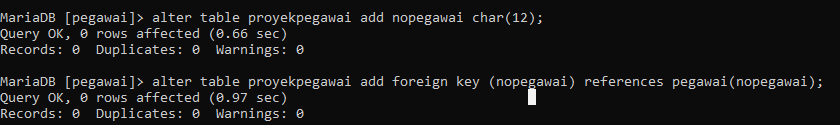 MariaDB [pegawai]> alter table proyekpegawai add nopegawai char(12);
Query OK, 0 rows affected (0.66 sec)
Records: 0  Duplicates: 0  Warnings: 0
MariaDB [pegawai]> alter table proyekpegawai add foreign key (nopegawai) references pegawai(nopegawai);
Query OK, 0 rows affected (0.97 sec)
Records: 0  Duplicates: 0  Warnings: 0